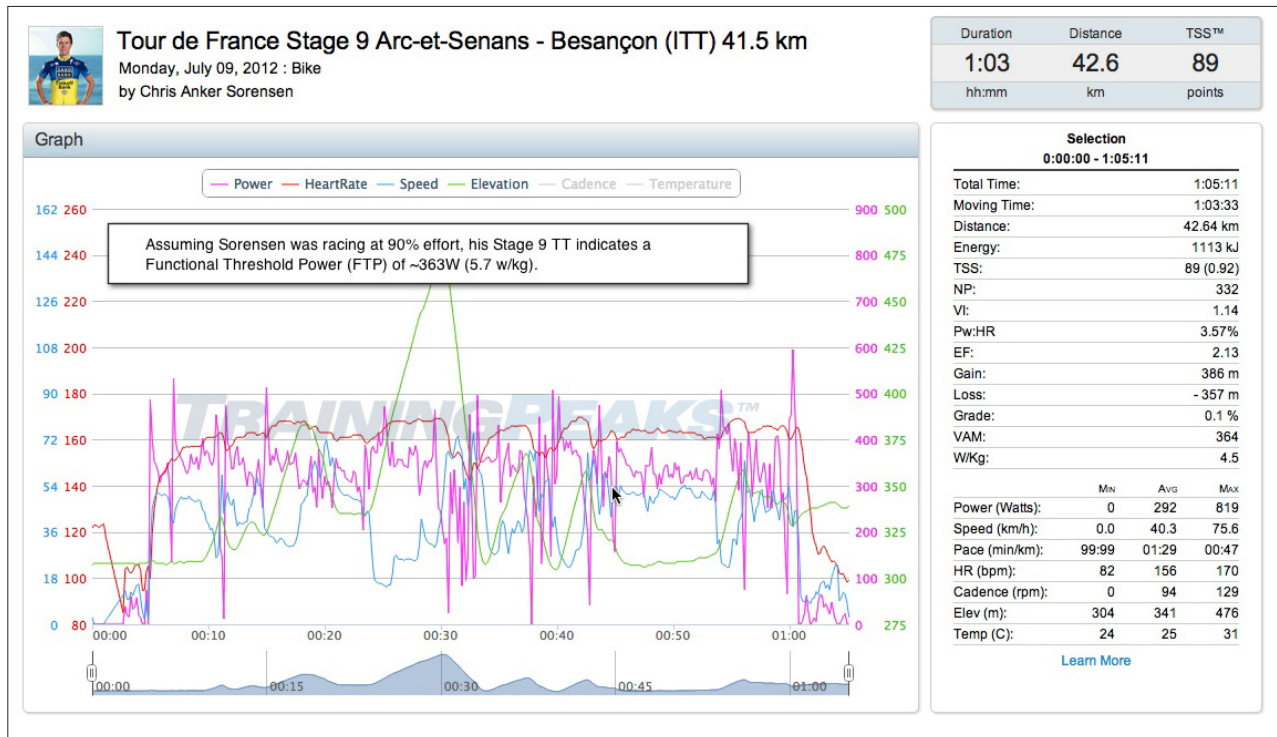 Tour de France Stage 9 Arc-et-Senans - Besançon (ITT) 41.5 km
Monday, July 09, 2012 : Bike
by Chris Anker Sorensen
Duration Distance TSS™
1:03 42.6 89
hh:mm km points
Graph
Power HeartRate Speed Elevation Cadence Temperature
162 260 900 500
Assuming Sorensen was racing at 90% effort, his Stage 9 TT indicates a
Functional Threshold Power (FTP) of ~363W (5.7 w/kg).
144 240 800 475
126 220 700 450
108 200 600 425
90 180 500 400
TRAININGPEAKS™
72 160 400 375
54 140 300 350
36 120 200 325
18 100 100 300
0 80 0 275
00:00 00:10 00:20 00:30 00:40 00:50 01:00
00:00 00:15 00:30 00:45 01:00
Selection
0:00:00 - 1:05:11
Total Time: 1:05:11
Moving Time: 1:03:33
Distance: 42.64 km
Energy: 1113 kJ
TSS: 89 (0.92)
NP: 332
VI: 1.14
Pw:HR 3.57%
EF: 2.13
Gain: 386 m
Loss: - 357 m
Grade: 0.1 %
VAM: 364
W/Kg: 4.5
Min Avg Max
Power (Watts): 0 292 819
Speed (km/h): 0.0 40.3 75.6
Pace (min/km): 99:99 01:29 00:47
HR (bpm): 82 156 170
Cadence (rpm): 0 94 129
Elev (m): 304 341 476
Temp (C): 24 25 31
Learn More